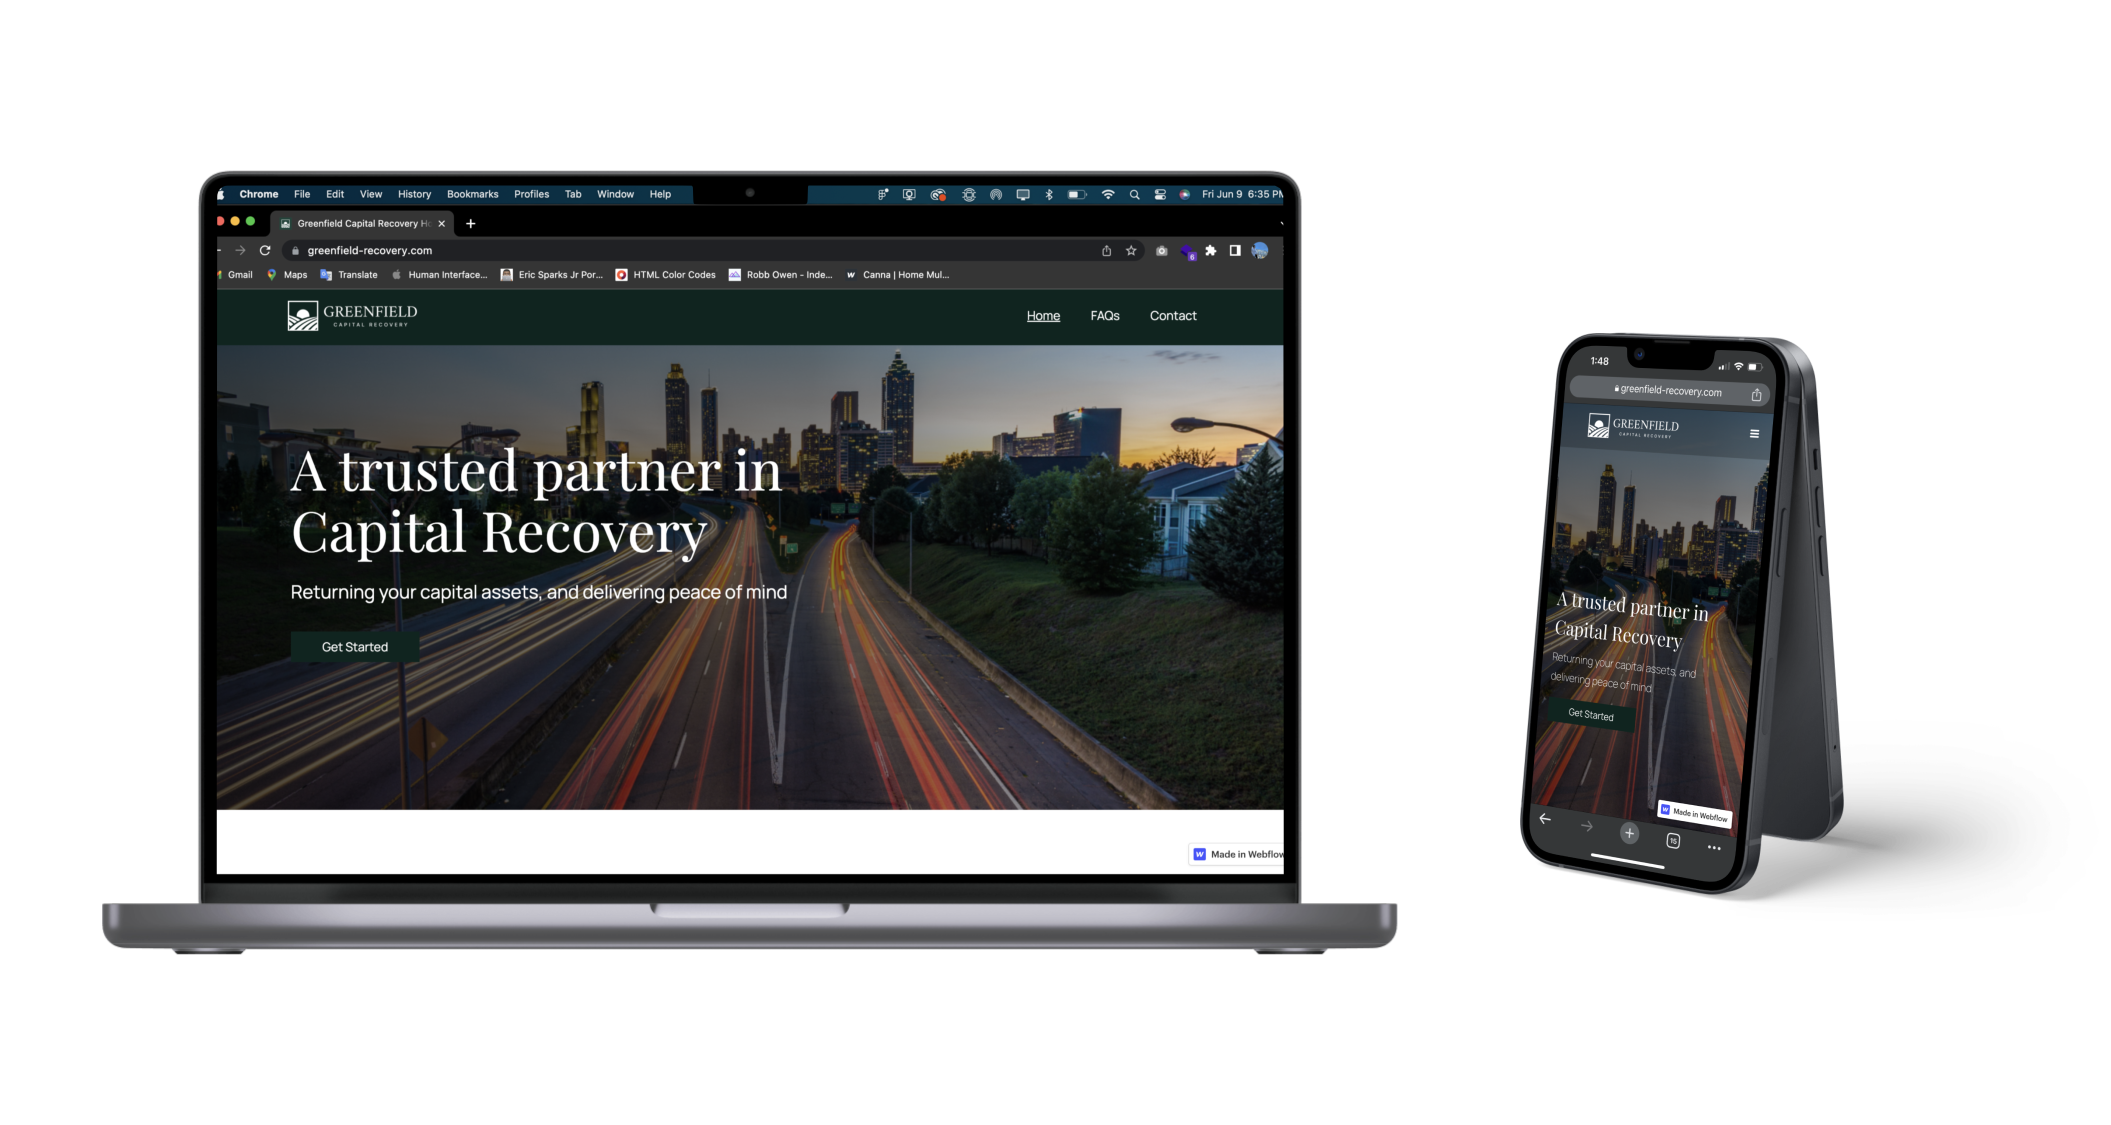 Chrome File Edit View History Bookmarks Profiles Tab Window Help
Fri Jun 9 6:35 PM
Greenfield Capital Recovery Ho
greenfield-recovery.com
6
Gmail Maps Translate Human Interface... Eric Sparks Jr Por... HTML Color Codes Robb Owen - Inde... W Canna | Home Mul...
GREENFIELD
CAPITAL RECOVERY
Home FAQs Contact
A trusted partner in
Capital Recovery
Returning your capital assets, and delivering peace of mind
Get Started
W Made in Webflow
1:48
greenfield-recovery.com
GREENFIELD
CAPITAL RECOVERY
A trusted partner in
Capital Recovery
Returning your capital assets, and
delivering peace of mind
Get Started
W Made in Webflow
15